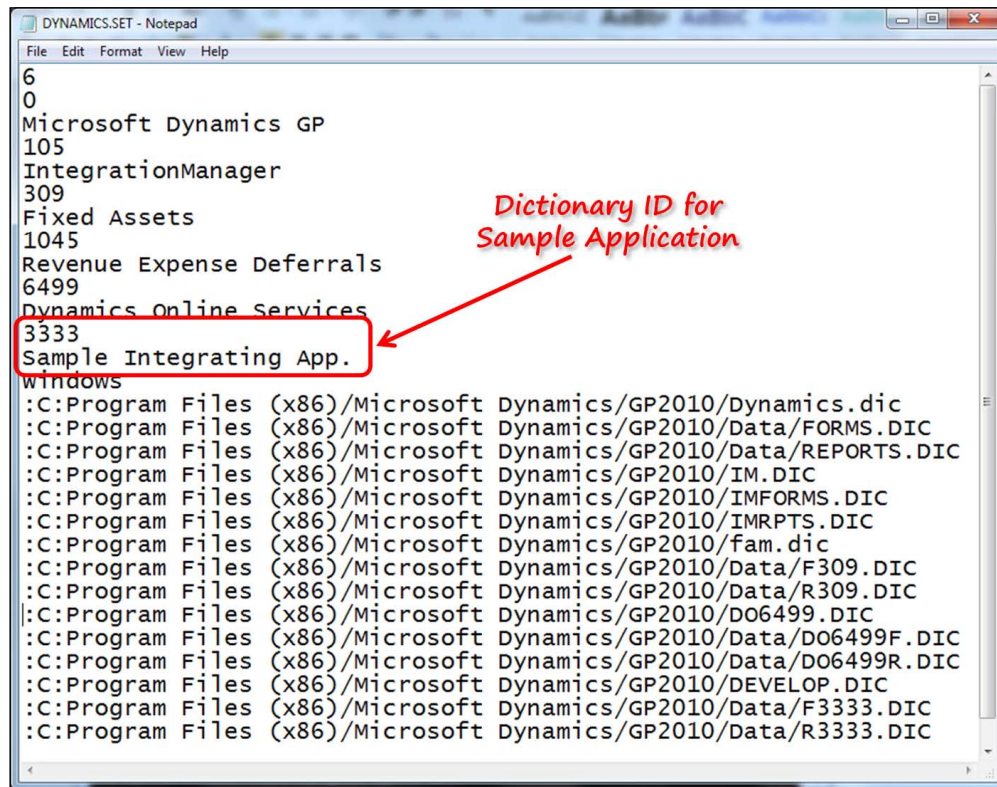 DYNAMICS.SET - Notepad
File Edit Format View Help
6
0
Microsoft Dynamics GP
105
IntegrationManager
309
Fixed Assets
1045
Revenue Expense Deferrals
6499
Dynamics Online Services
3333
Sample Integrating App.
Windows
:C:Program Files (x86)/Microsoft Dynamics/GP2010/Dynamics.dic
:C:Program Files (x86)/Microsoft Dynamics/GP2010/Data/FORMS.DIC
:C:Program Files (x86)/Microsoft Dynamics/GP2010/Data/REPORTS.DIC
:C:Program Files (x86)/Microsoft Dynamics/GP2010/IM.DIC
:C:Program Files (x86)/Microsoft Dynamics/GP2010/IMFORMS.DIC
:C:Program Files (x86)/Microsoft Dynamics/GP2010/IMRPTS.DIC
:C:Program Files (x86)/Microsoft Dynamics/GP2010/fam.dic
:C:Program Files (x86)/Microsoft Dynamics/GP2010/Data/F309.DIC
:C:Program Files (x86)/Microsoft Dynamics/GP2010/Data/R309.DIC
:C:Program Files (x86)/Microsoft Dynamics/GP2010/DO6499.DIC
:C:Program Files (x86)/Microsoft Dynamics/GP2010/Data/DO6499F.DIC
:C:Program Files (x86)/Microsoft Dynamics/GP2010/Data/DO6499R.DIC
:C:Program Files (x86)/Microsoft Dynamics/GP2010/DEVELOP.DIC
:C:Program Files (x86)/Microsoft Dynamics/GP2010/Data/F3333.DIC
:C:Program Files (x86)/Microsoft Dynamics/GP2010/Data/R3333.DIC
Dictionary ID for
Sample Application